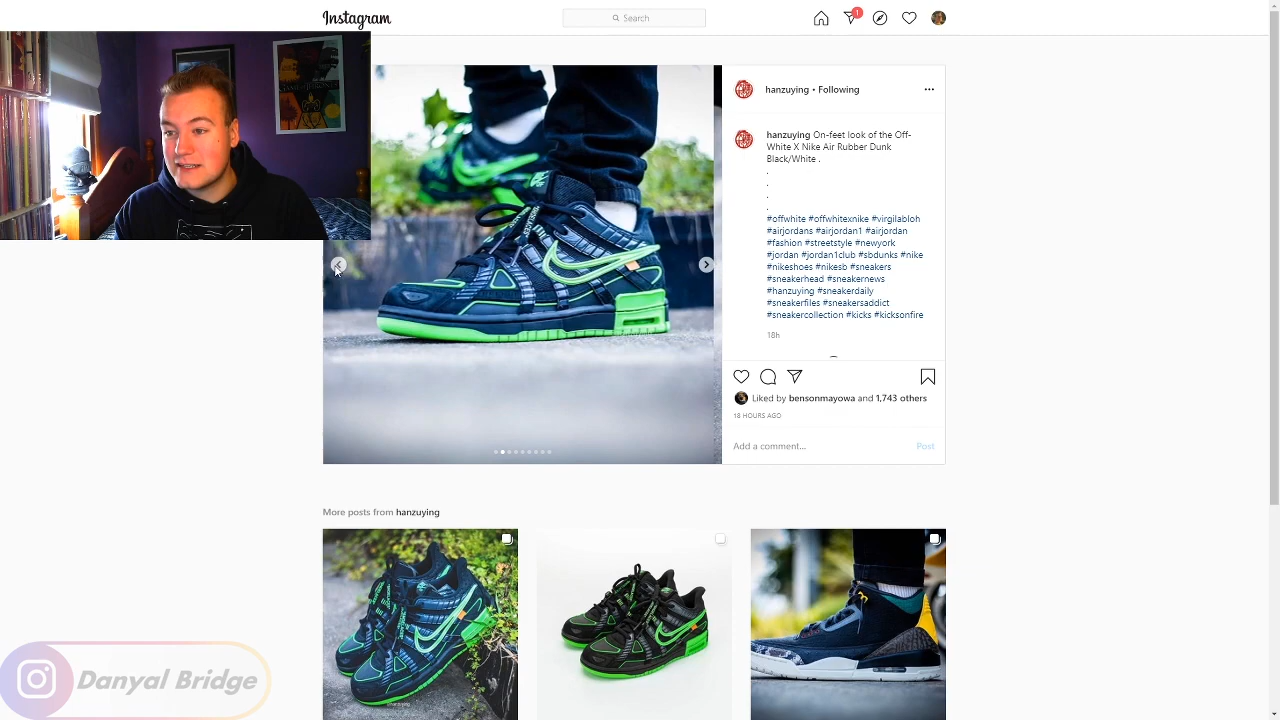 Instagram
Search
1
hanzuying • Following
hanzuying On-feet look of the Off-
White X Nike Air Rubber Dunk
Black/White .
.
.
.
.
#offwhite #offwhitexnike #virgilabloh
#airjordans #airjordan1 #airjordan
#fashion #streetstyle #newyork
#jordan #jordan1club #sbdunks #nike
#nikeshoes #nikesb #sneakers
#sneakerhead #sneakernews
#hanzuying #sneakerdaily
#sneakerfiles #sneakersaddict
#sneakercollection #kicks #kicksonfire
18h
Liked by bensonmayowa and 1,743 others
18 HOURS AGO
Add a comment...
Post
More posts from hanzuying
Danyal Bridge